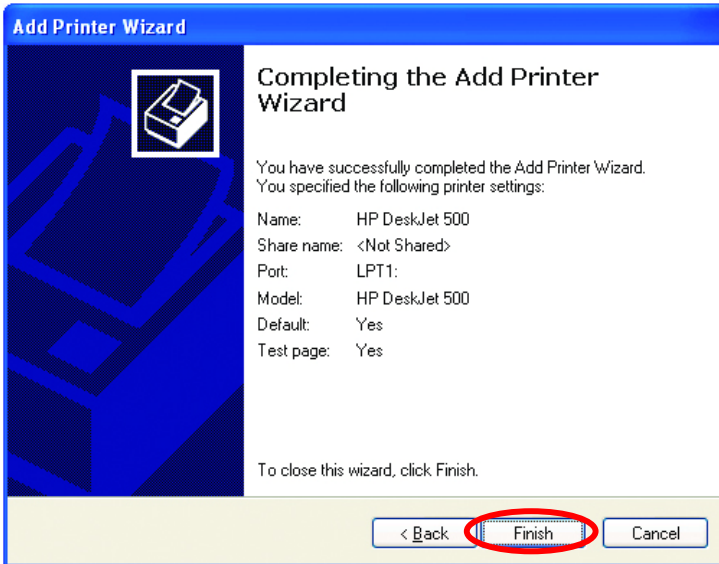 Add Printer Wizard
Completing the Add Printer
Wizard
You have successfully completed the Add Printer Wizard.
You specified the following printer settings:
Name: HP DeskJet 500
Share name: <Not Shared>
Port: LPT1:
Model: HP DeskJet 500
Default: Yes
Test page: Yes
To close this wizard, click Finish.
< Back Finish Cancel